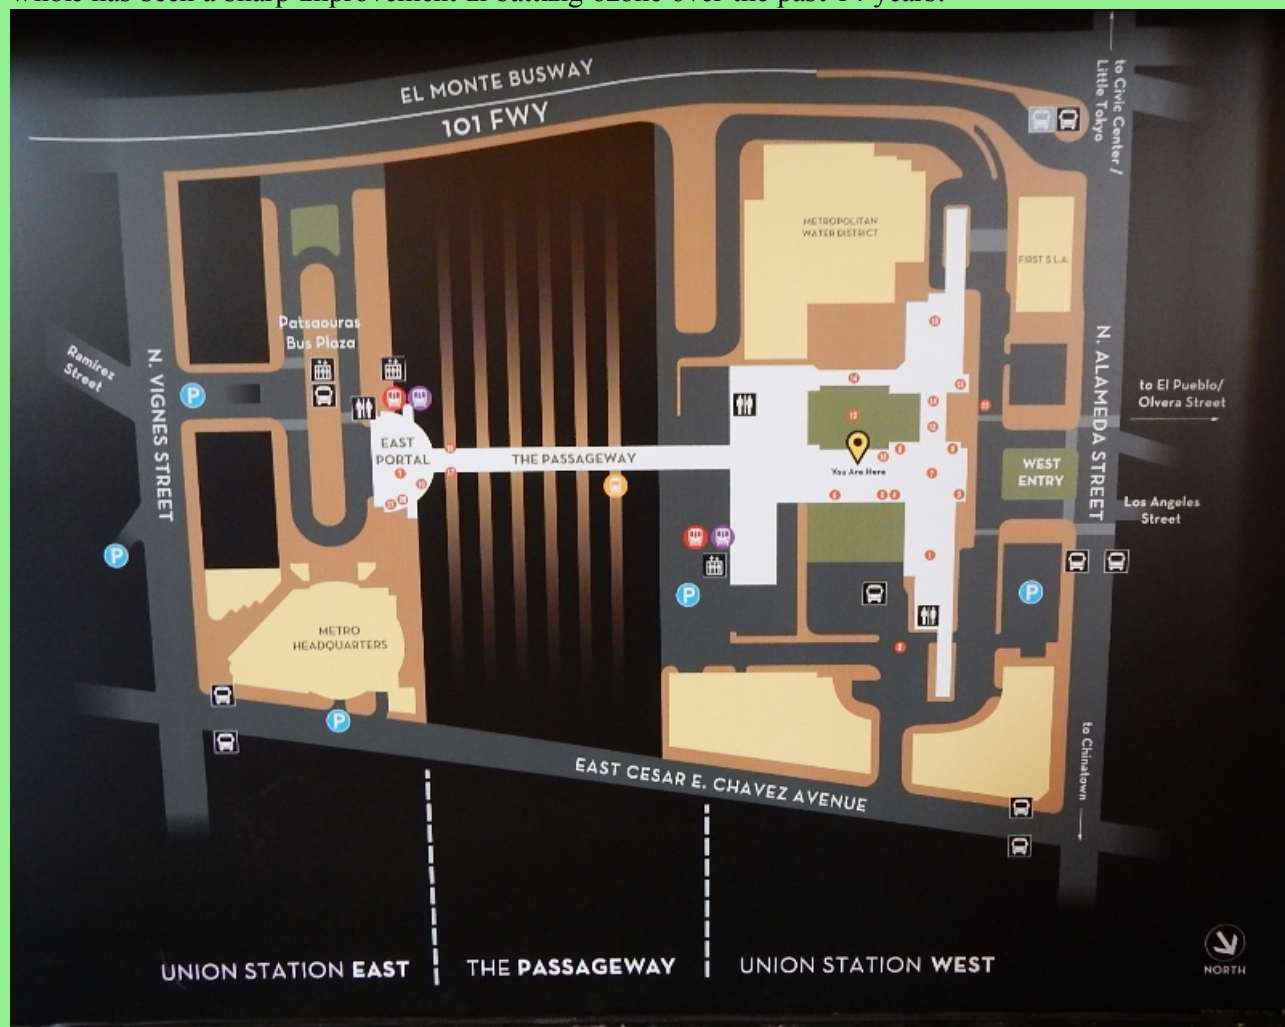 whole has been a sharp improvement in batting ozone over the past 14 years.
EL MONTE BUSWAY
101 FWY
to Civic Center /
Little Tokyo
METROPOLITAN
WATER DISTRICT
FIRST 5 L.A.
Patsaouras
Bus Plaza
Ramirez
Street
N. VIGNES STREET
N. ALAMEDA STREET
to El Pueblo/
Olvera Street
EAST
PORTAL
THE PASSAGEWAY
You Are Here
WEST
ENTRY
Los Angeles
Street
P
P
P
P
P
METRO
HEADQUARTERS
EAST CESAR E. CHAVEZ AVENUE
to Chinatown
UNION STATION EAST
THE PASSAGEWAY
UNION STATION WEST
NORTH